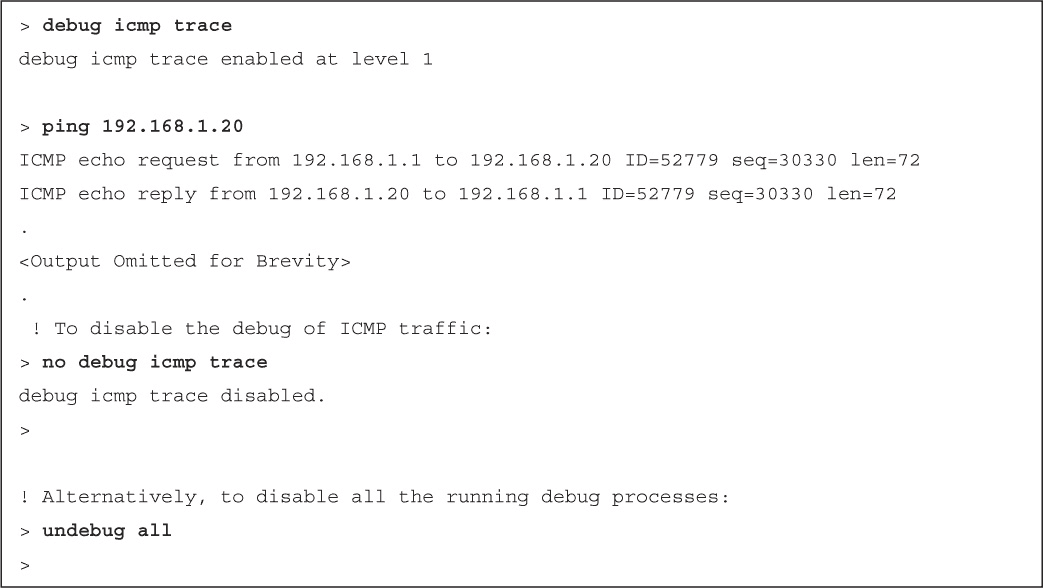 > debug icmp trace
debug icmp trace enabled at level 1
> ping 192.168.1.20
ICMP echo request from 192.168.1.1 to 192.168.1.20 ID=52779 seq=30330 len=72
ICMP echo reply from 192.168.1.20 to 192.168.1.1 ID=52779 seq=30330 len=72
.
<Output Omitted for Brevity>
.
! To disable the debug of ICMP traffic:
> no debug icmp trace
debug icmp trace disabled.
>
! Alternatively, to disable all the running debug processes:
> undebug all
>